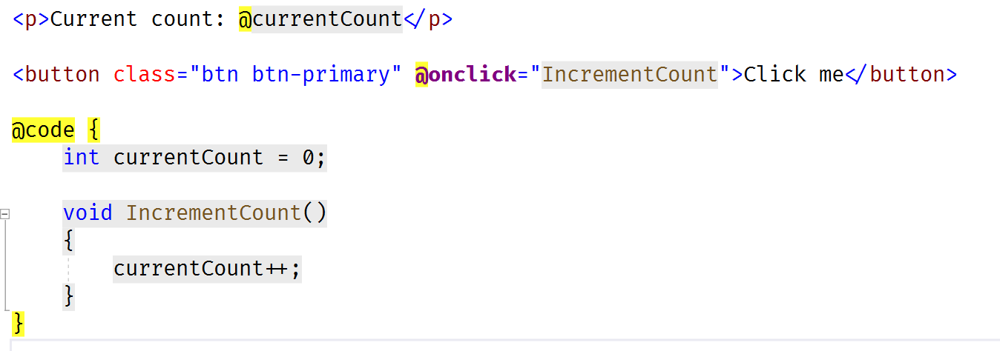 <p>Current count: @currentCount</p>
<button class="btn btn-primary" @onclick="IncrementCount">Click me</button>
@code {
int currentCount = 0;
void IncrementCount()
{
currentCount++;
}
}